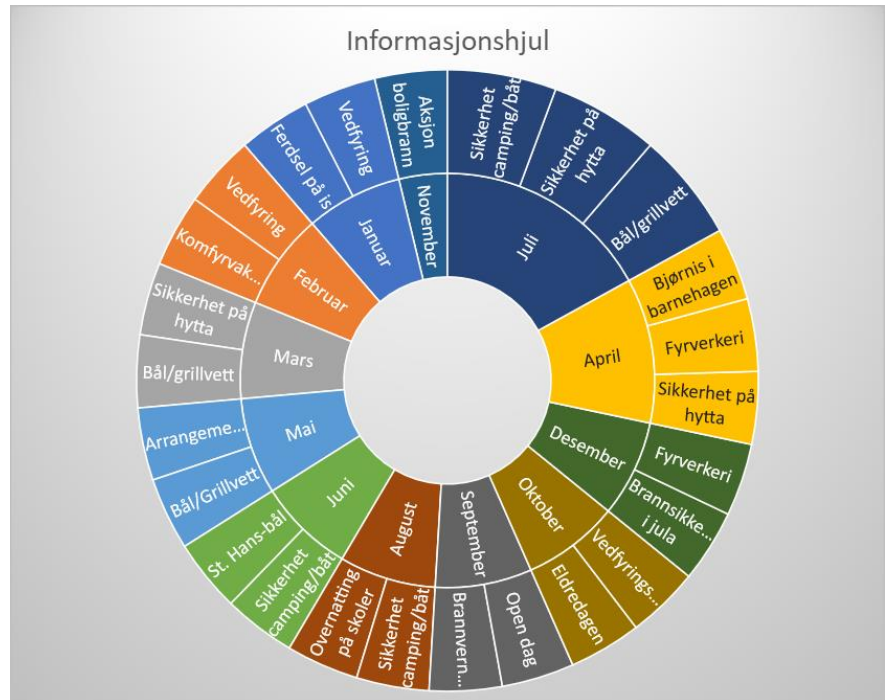 Informasjonshjul
Juli
Sikkerhet
camping/båt
Sikkerhet på
hytta
Bål/grillvett
April
Bjørnis i
barnehagen
Fyrverkeri
Sikkerhet på
hytta
Desember
Fyrverkeri
Brannsikke...
i jula
Oktober
Vedfyrings...
Eldredagen
September
Open dag
Brannvern...
August
Sikkerhet
camping/båt
Overnatting
på skoler
Juni
Sikkerhet
camping/båt
St. Hans-bål
Mai
Bål/Grillvett
Arrangeme...
Mars
Bål/grillvett
Sikkerhet på
hytta
Februar
Komfyrvak...
Vedfyring
Januar
Ferdsel på is
Vedfyring
November
Aksjon
boligbrann